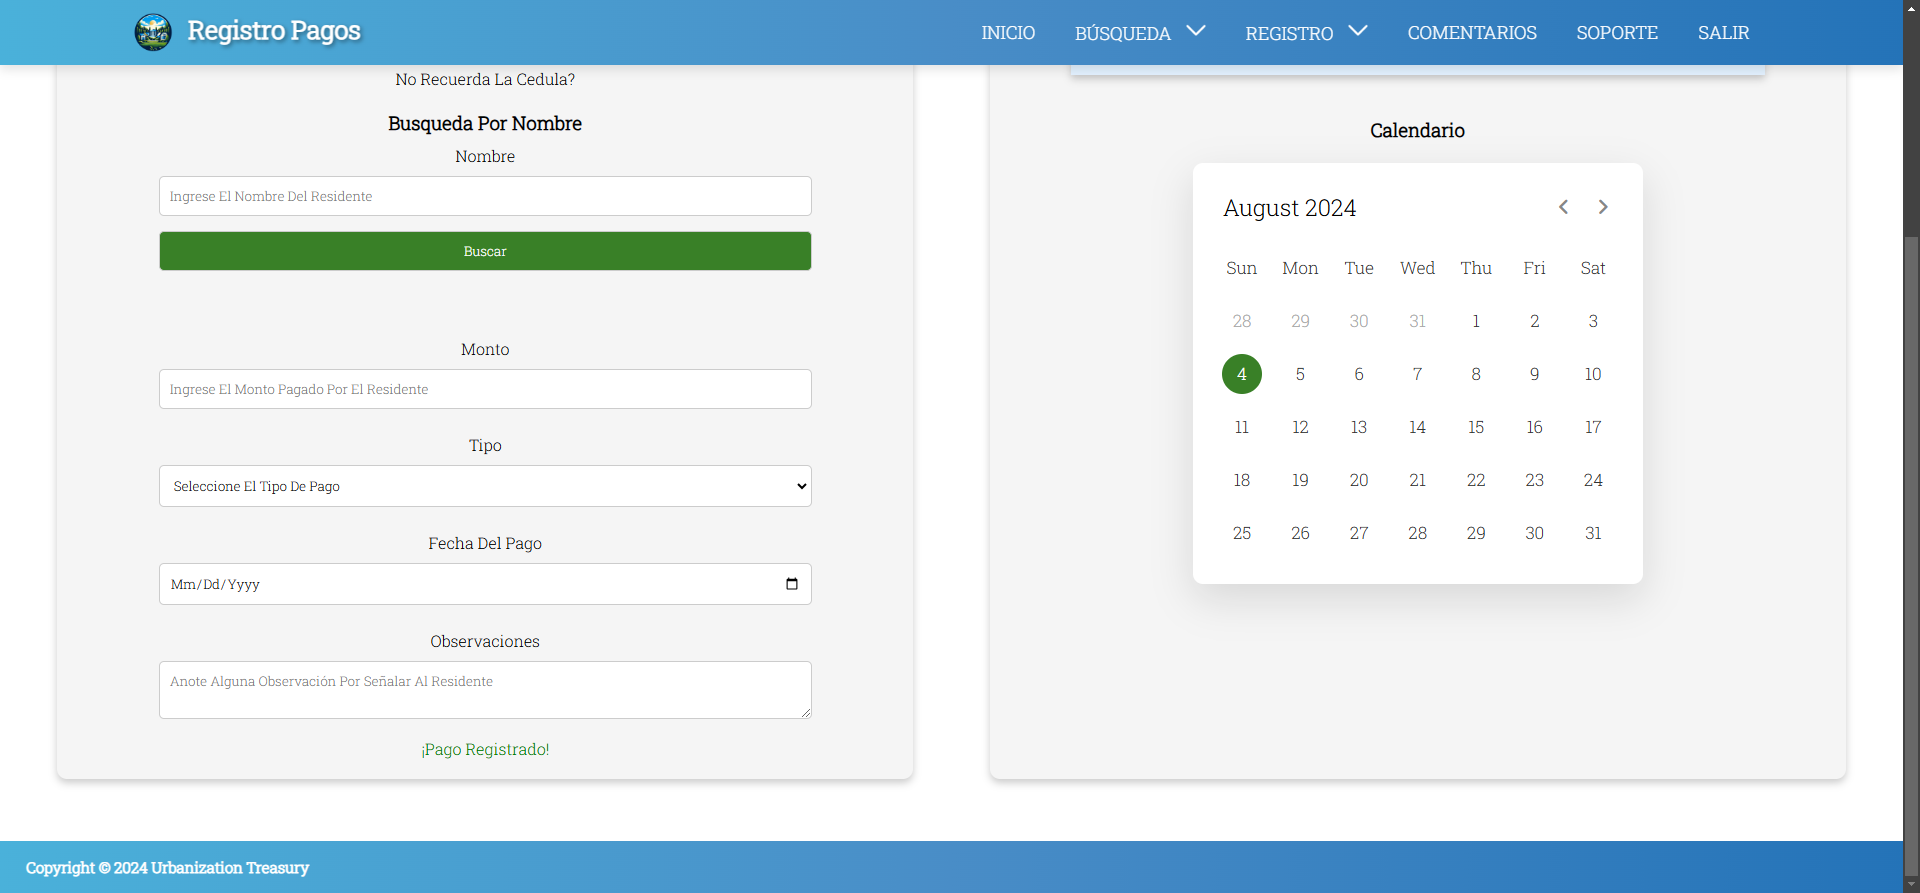 Registro Pagos
INICIO
BÚSQUEDA
REGISTRO
COMENTARIOS
SOPORTE
SALIR
No Recuerda La Cedula?
Busqueda Por Nombre
Nombre
Ingrese El Nombre Del Residente
Buscar
Monto
Ingrese El Monto Pagado Por El Residente
Tipo
Seleccione El Tipo De Pago
Fecha Del Pago
Mm/Dd/Yyyy
Observaciones
Anote Alguna Observación Por Señalar Al Residente
¡Pago Registrado!
Calendario
August 2024
Sun Mon Tue Wed Thu Fri Sat
28 29 30 31 1 2 3
4 5 6 7 8 9 10
11 12 13 14 15 16 17
18 19 20 21 22 23 24
25 26 27 28 29 30 31
Copyright © 2024 Urbanization Treasury